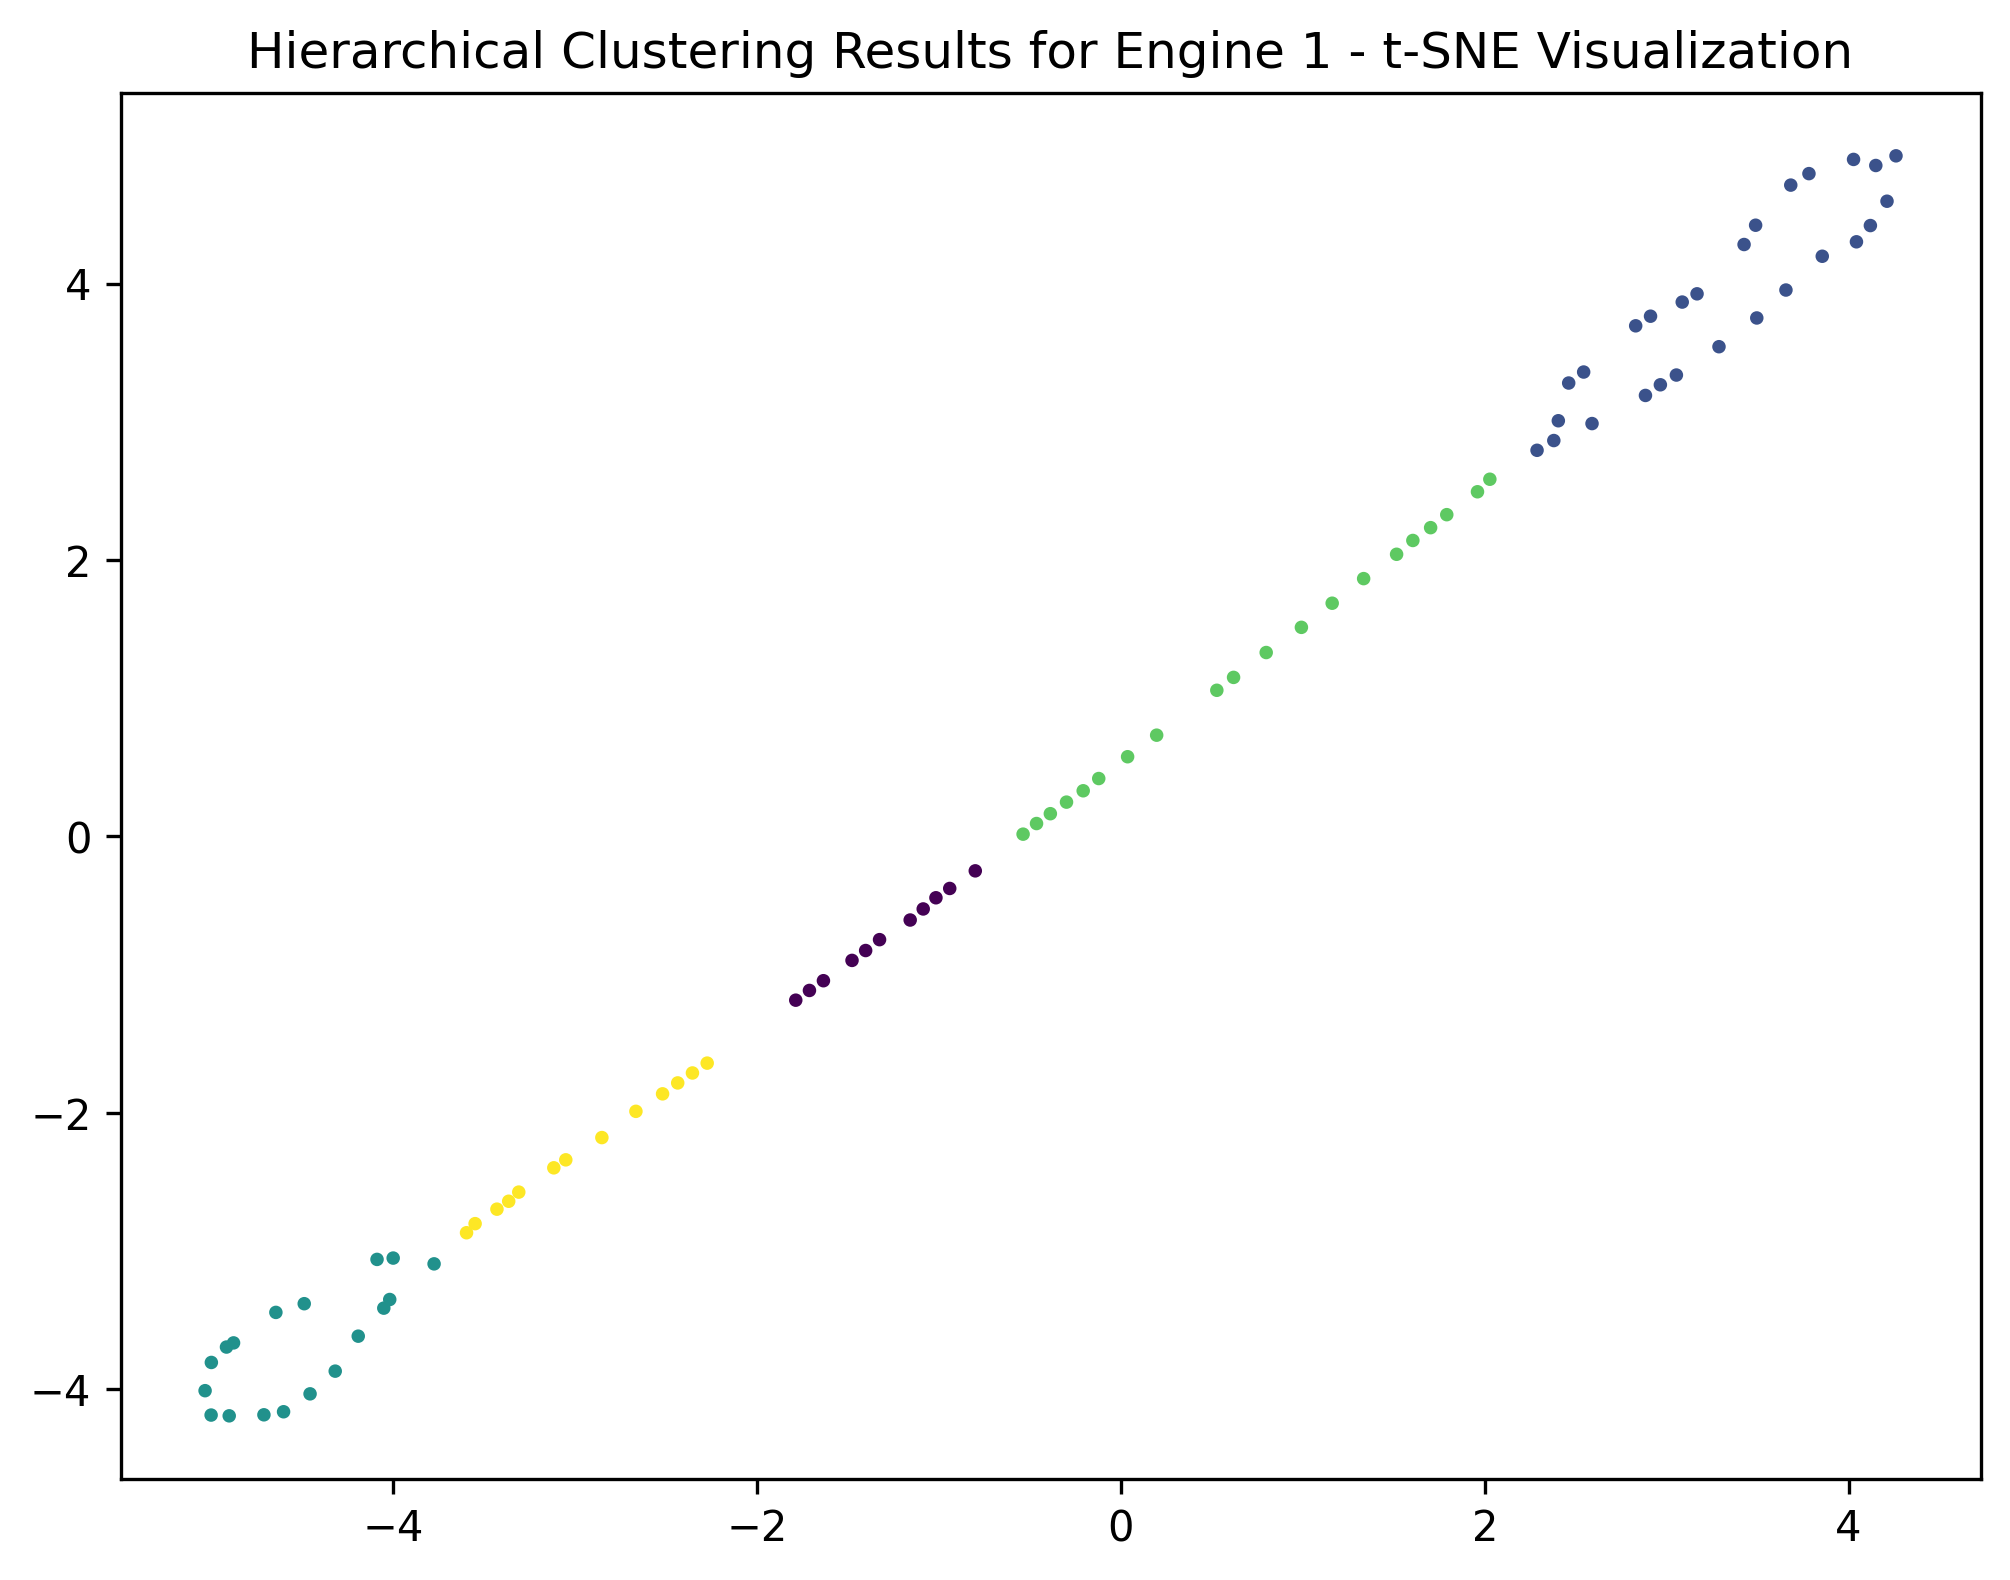 Hierarchical Clustering Results for Engine 1 - t-SNE Visualization
4
2
0
−2
−4
−4 −2 0 2 4